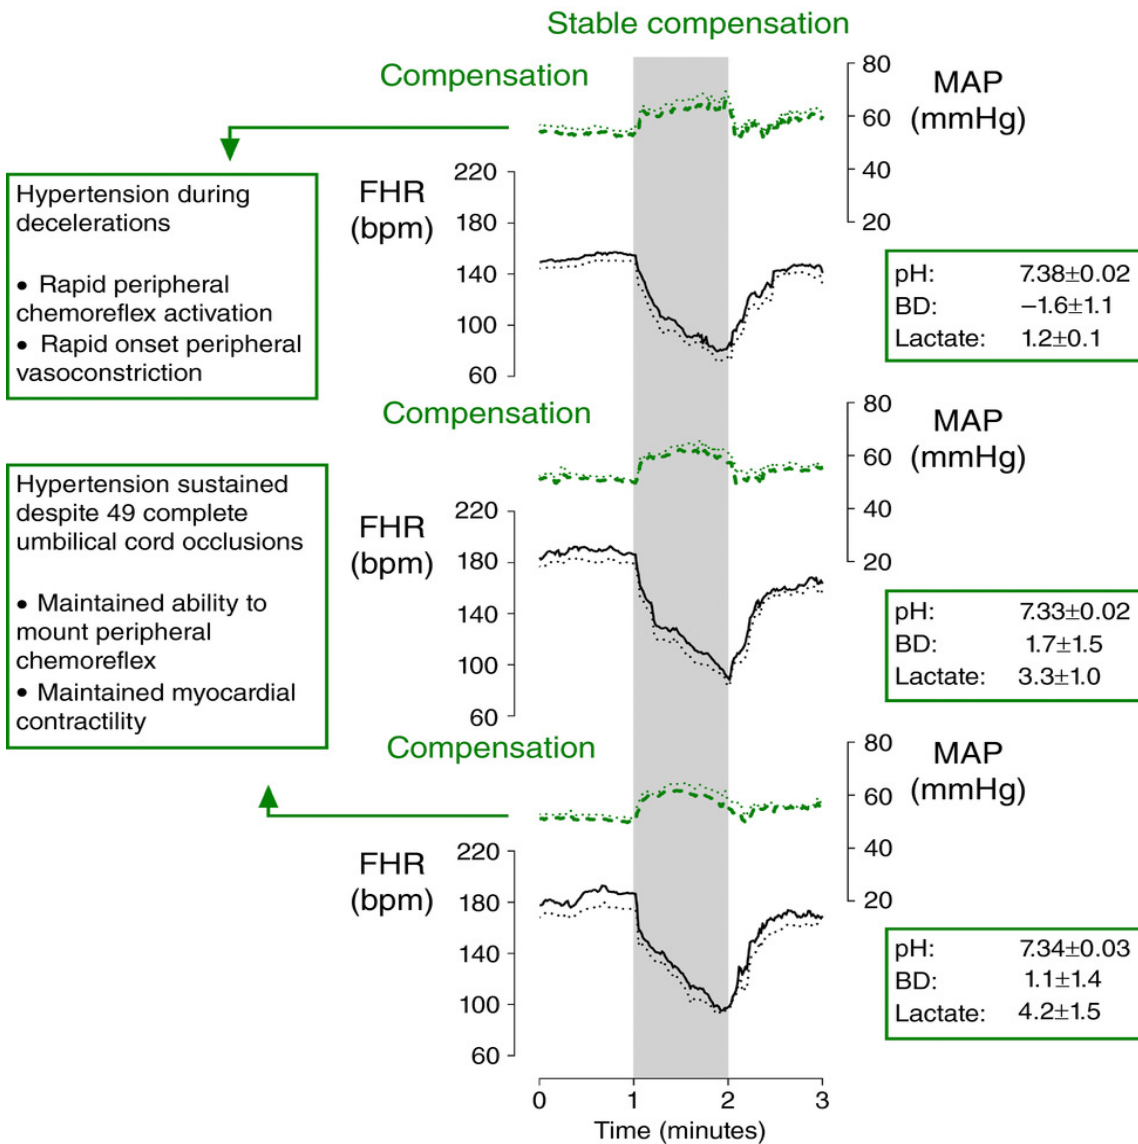 Stable compensation
Compensation
80
MAP
(mmHg)
60
40
20
220
FHR
(bpm)
180
140
100
60
Hypertension during
decelerations
• Rapid peripheral
chemoreflex activation
• Rapid onset peripheral
vasoconstriction
pH: 7.38±0.02
BD: −1.6±1.1
Lactate: 1.2±0.1
Compensation
80
MAP
(mmHg)
60
40
20
220
FHR
(bpm)
180
140
100
60
Hypertension sustained
despite 49 complete
umbilical cord occlusions
• Maintained ability to
mount peripheral
chemoreflex
• Maintained myocardial
contractility
pH: 7.33±0.02
BD: 1.7±1.5
Lactate: 3.3±1.0
Compensation
80
MAP
(mmHg)
60
40
20
220
FHR
(bpm)
180
140
100
60
pH: 7.34±0.03
BD: 1.1±1.4
Lactate: 4.2±1.5
0 1 2 3
Time (minutes)